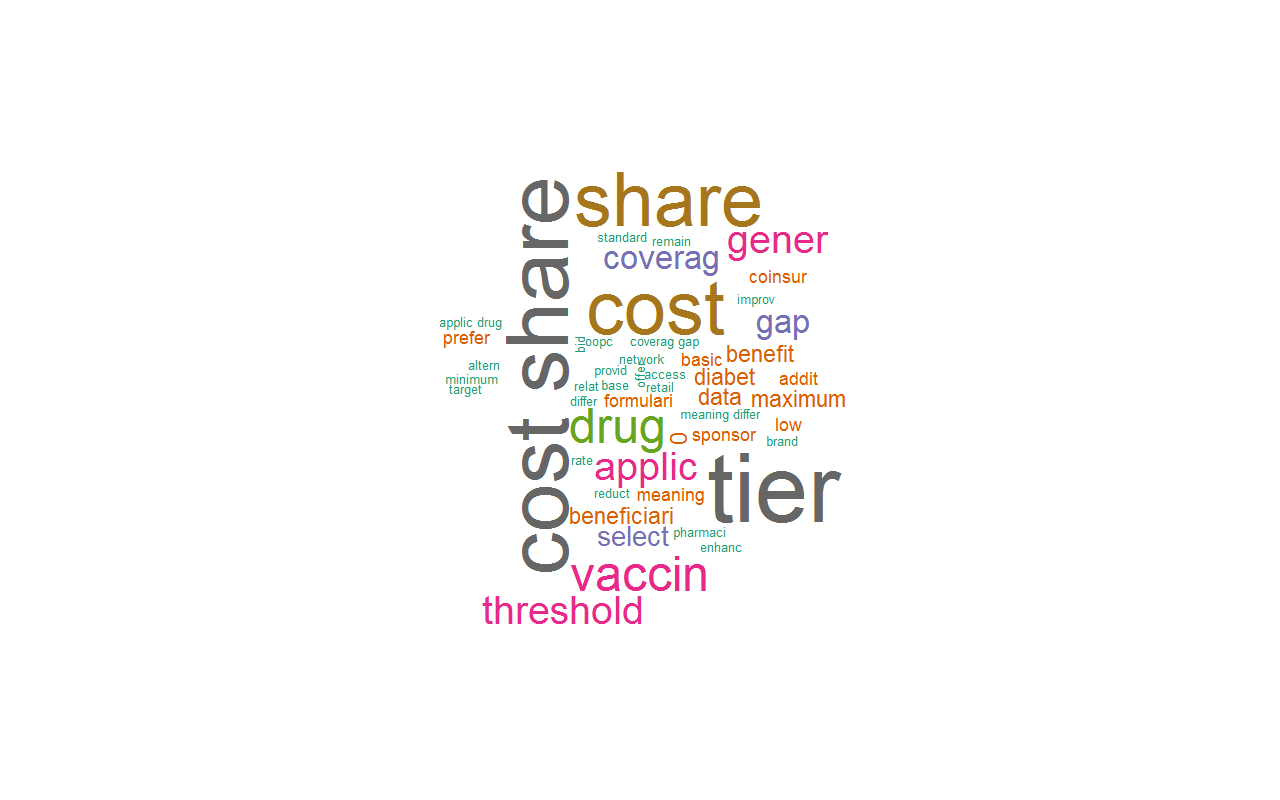 cost share
share
standard
remain
gener
coverag
coinsur
cost
improv
gap
applic drug
prefer
bid
oopc
coverag gap
basic
benefit
network
altern
provid
offer
access
diabet
addit
minimum
target
relat
base
retail
data
maximum
differ
formulari
meaning differ
drug
0
sponsor
low
brand
rate
applic
tier
reduct
meaning
beneficiari
select
pharmaci
enhanc
vaccin
threshold